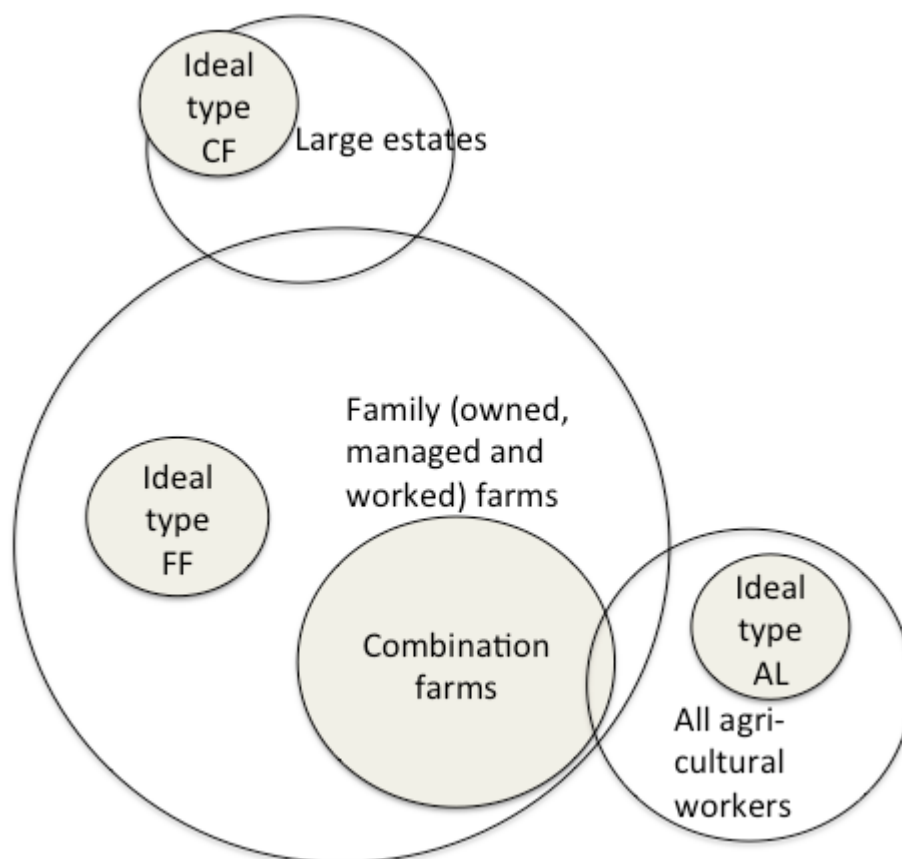 Ideal
type
CF
Large estates
Family (owned,
managed and
worked) farms
Ideal
type
FF
Combination
farms
Ideal
type
AL
All agri-
cultural
workers